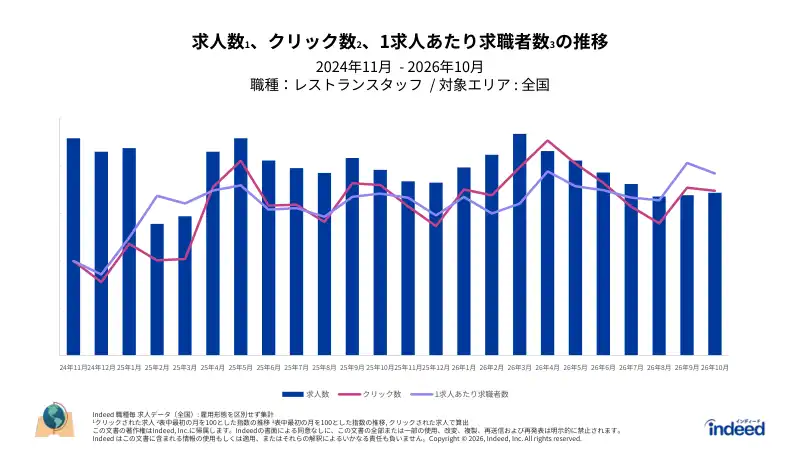 求人数1、クリック数2、1求人あたり求職者数3の推移
2024年11月 - 2026年10月
職種：レストランスタッフ / 対象エリア : 全国
24年11月 24年12月 25年1月 25年2月 25年3月 25年4月 25年5月 25年6月 25年7月 25年8月 25年9月 25年10月 25年11月 25年12月 26年1月 26年2月 26年3月 26年4月 26年5月 26年6月 26年7月 26年8月 26年9月 26年10月
求人数 クリック数 1求人あたり求職者数
Indeed 職種毎 求人データ（全国）: 雇用形態を区別せず集計
¹クリックされた求人 ²表中最初の月を100とした指数の推移 ³表中最初の月を100とした指数の推移, クリックされた求人で算出
この文書の著作権はIndeed, Inc.に帰属します。Indeedの書面による同意なしに、この文書の全部または一部の使用、改変、複製、再送信および再発表は明示的に禁止されます。
Indeed はこの文書に含まれる情報の使用もしくは適用、またはそれらの解釈によるいかなる責任も負いません。Copyright © 2026, Indeed, Inc. All rights reserved.
インディード
indeed